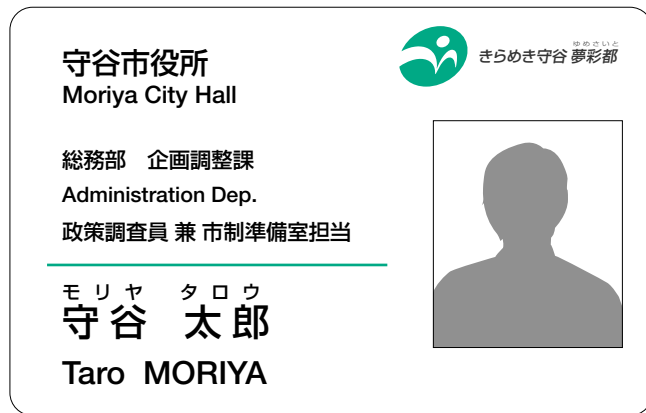 守谷市役所
Moriya City Hall
ゆめさいと
きらめき守谷 夢彩都
総務部　企画調整課
Administration Dep.
政策調査員 兼 市制準備室担当
モリヤ　タロウ
守谷　太郎
Taro MORIYA